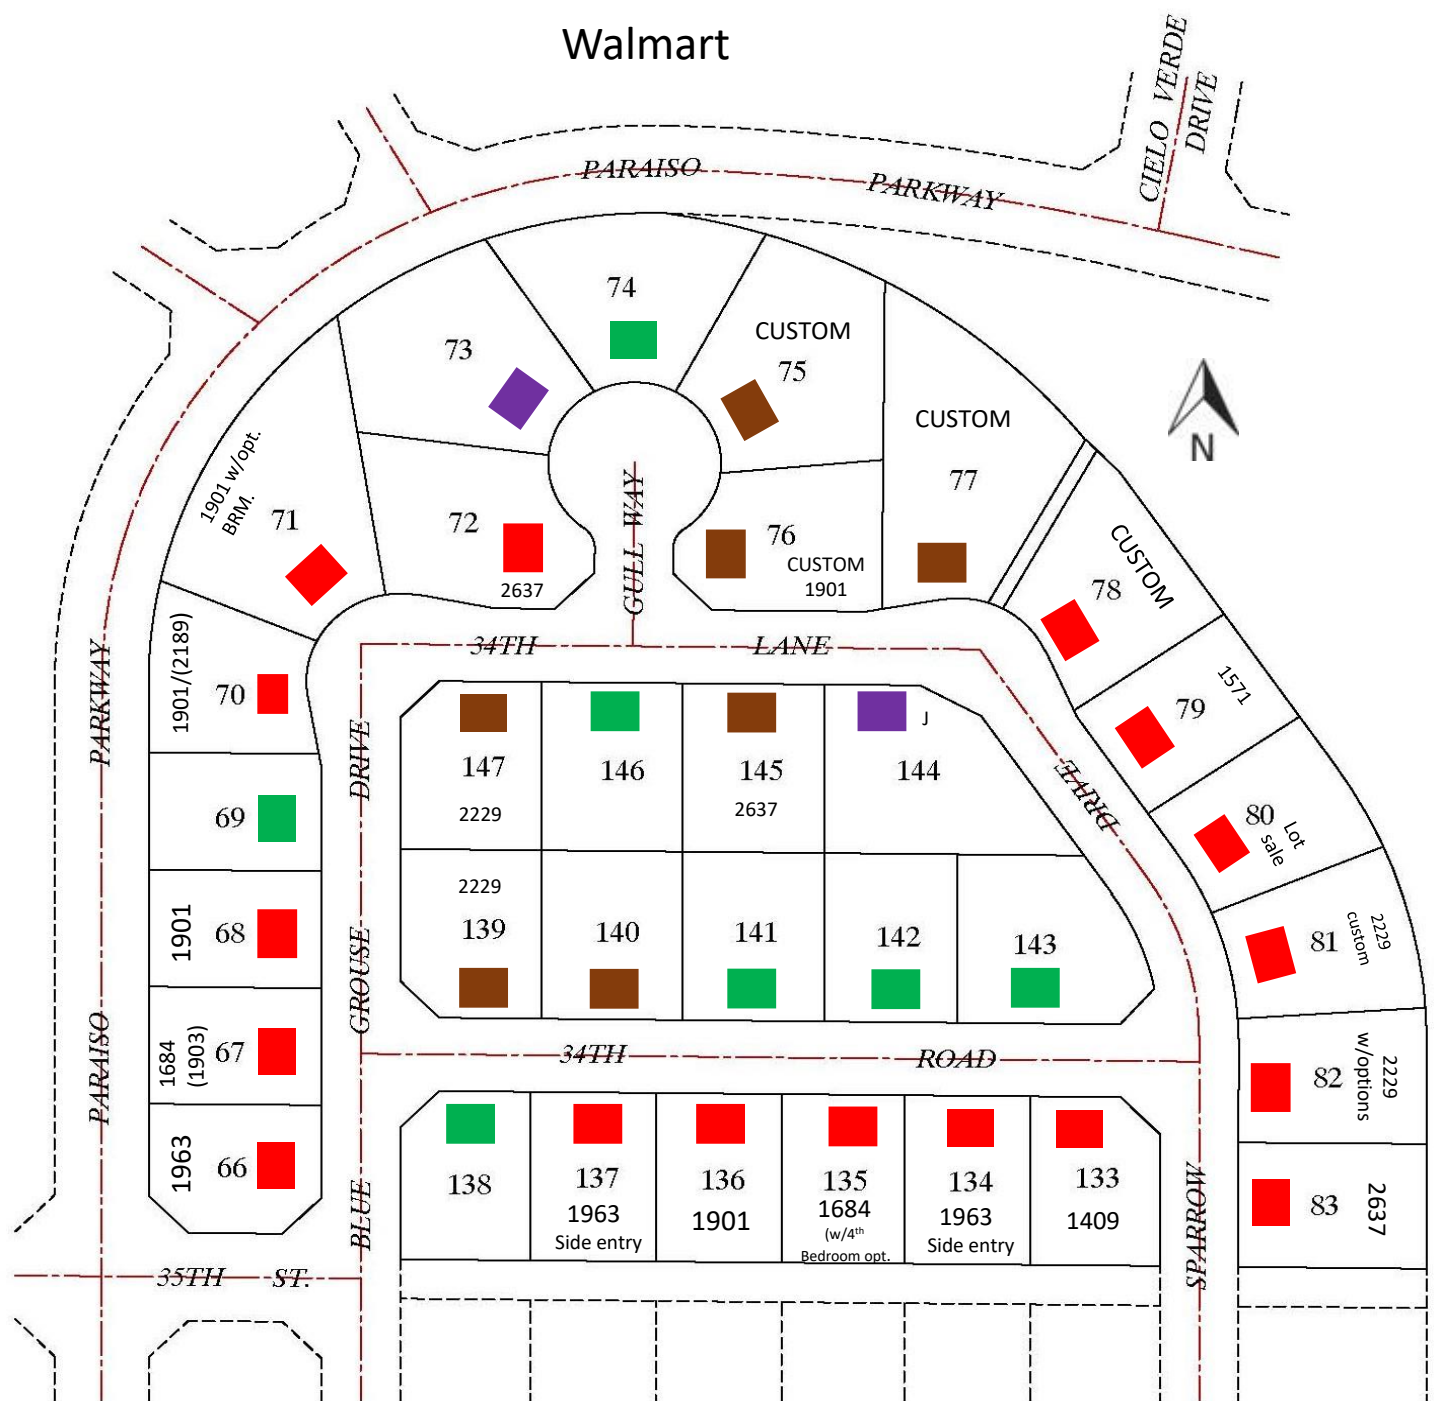 Walmart
CIELO VERDE
DRIVE
PARAISO
PARKWAY
74
CUSTOM
75
73
CUSTOM
77
N
1901 w/opt.
BRM.
71
72
2637
GULL WAY
76
CUSTOM
1901
CUSTOM
78
34TH
LANE
1901/(2189)
70
PARKWAY
DRIVE
1571
79
J
147
2229
146
145
2637
144
DRIVE
69
80
Lot
sale
2229
139
140
141
142
143
1901
68
GROUSE
81
2229
custom
1684
(1903)
67
PARAISO
34TH
ROAD
82
2229
w/options
1963
66
138
137
1963
Side entry
136
1901
135
1684
(w/4th
Bedroom opt.
134
1963
Side entry
133
1409
BLUE
SPARROW
83
2637
35TH
ST.